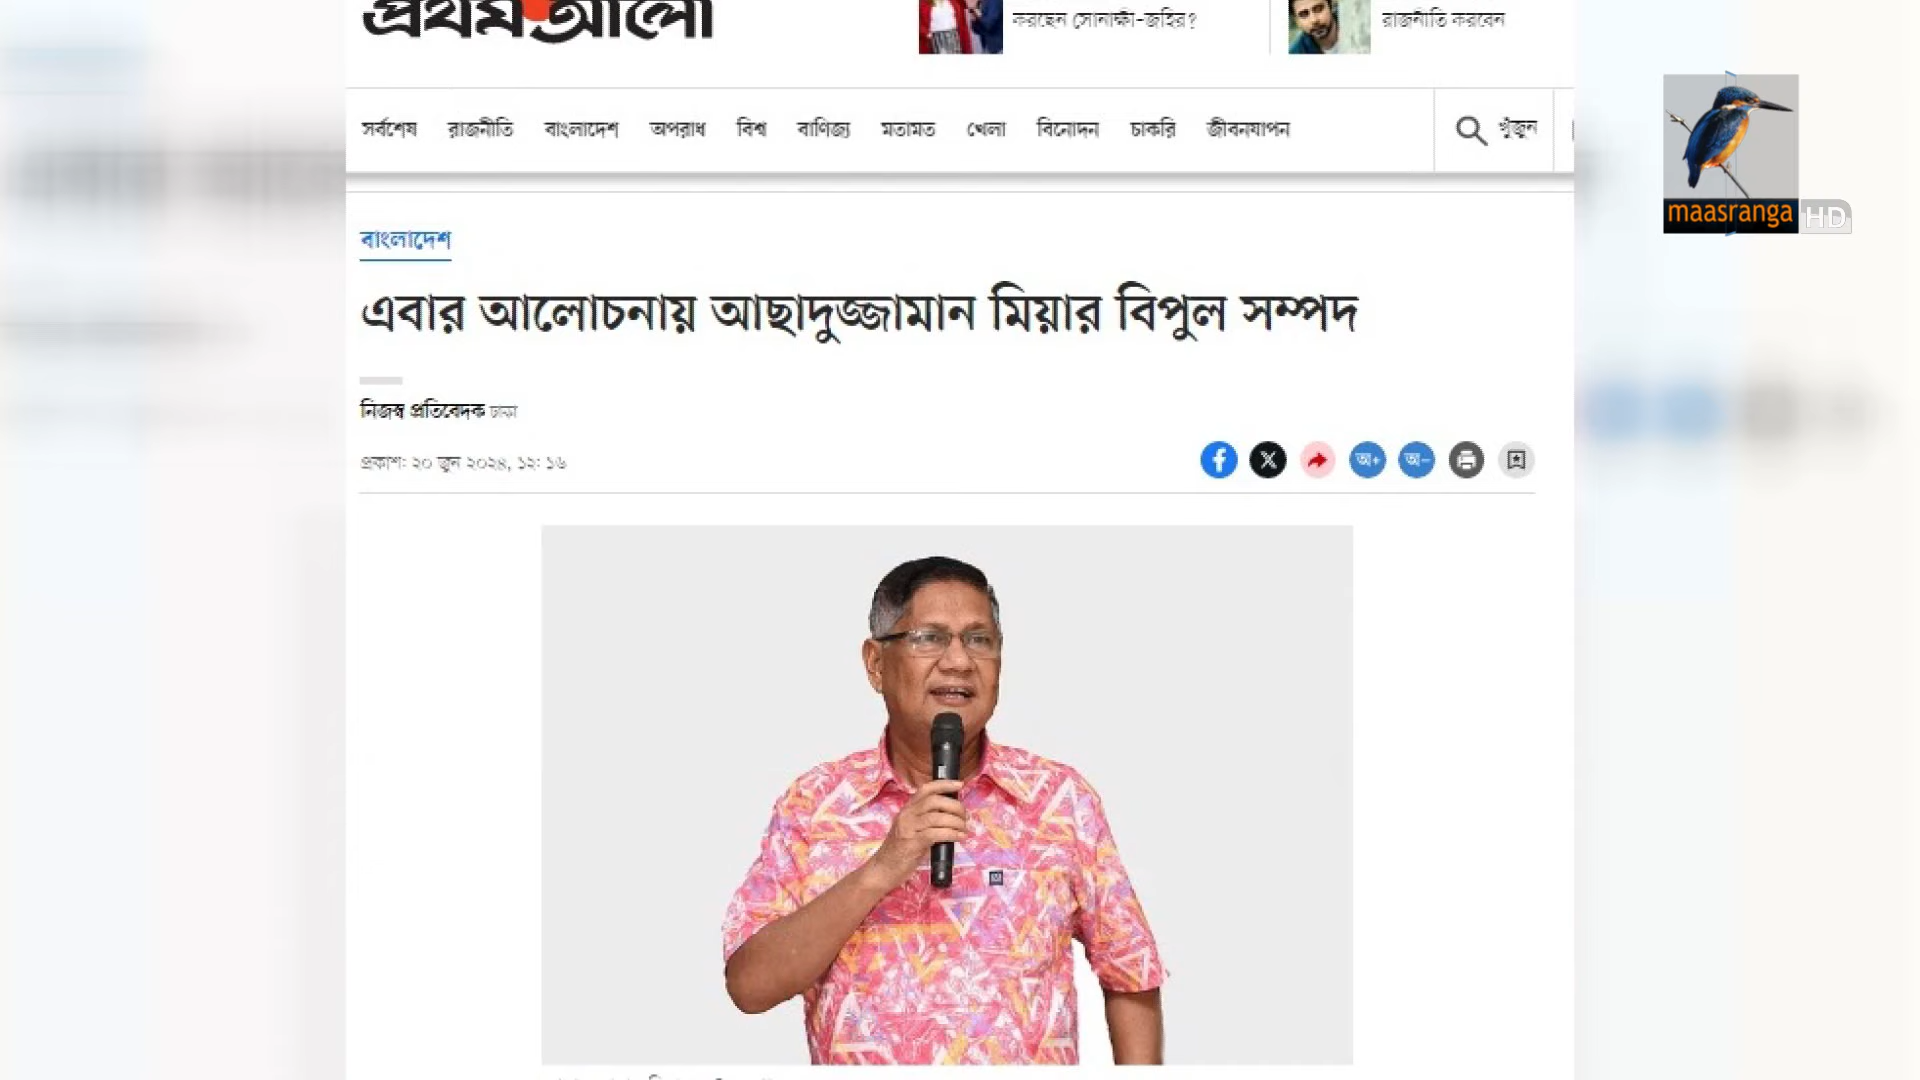 প্রথম আলো
করছেন সোনাক্ষী-জহির?
রাজনীতি করবেন
সর্বশেষ রাজনীতি বাংলাদেশ অপরাধ বিশ্ব বাণিজ্য মতামত খেলা বিনোদন চাকরি জীবনযাপন
খুঁজুন
maasranga
HD
বাংলাদেশ
এবার আলোচনায় আছাদুজ্জামান মিয়ার বিপুল সম্পদ
নিজস্ব প্রতিবেদক ঢাকা
প্রকাশ: ২০ জুন ২০২৪, ১২: ১৬
অ+ অ-